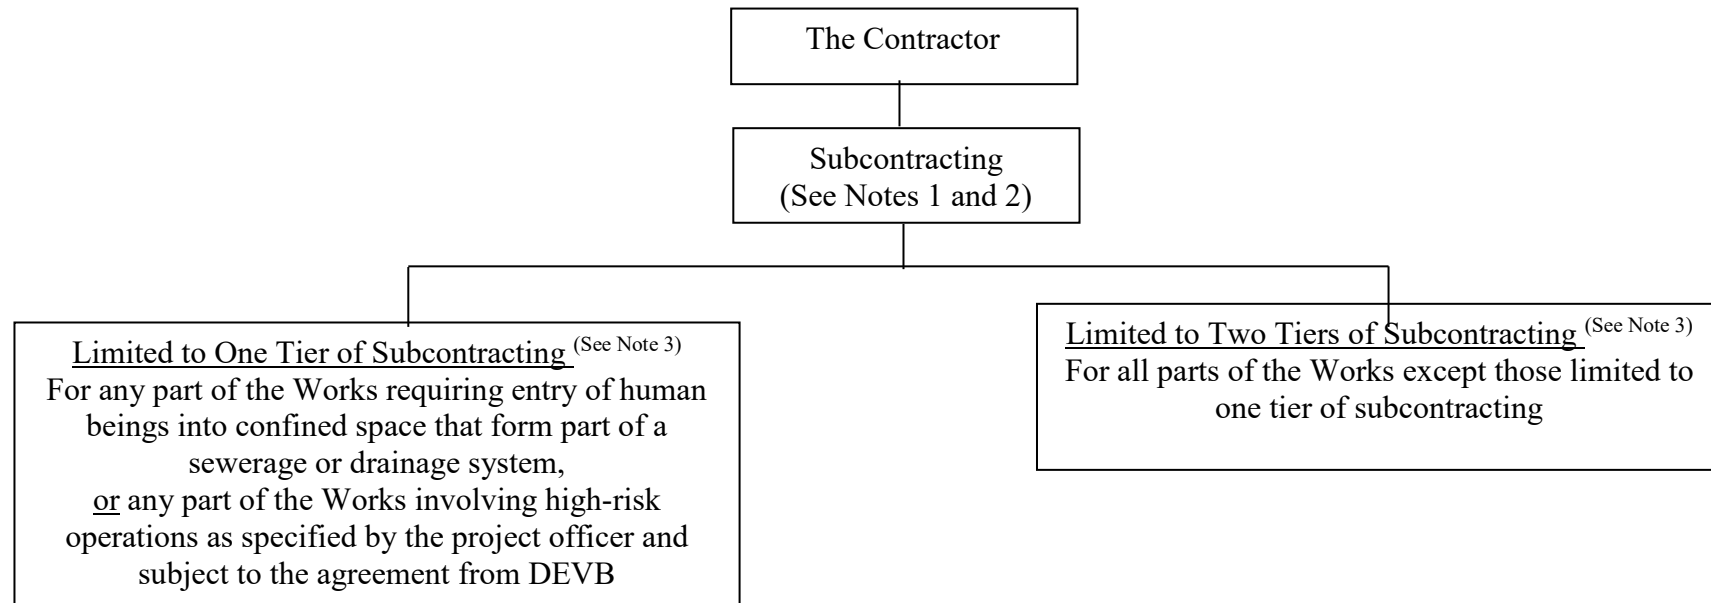 The Contractor
Subcontracting
(See Notes 1 and 2)
Limited to One Tier of Subcontracting (See Note 3)
For any part of the Works requiring entry of human
beings into confined space that form part of a
sewerage or drainage system,
or any part of the Works involving high-risk
operations as specified by the project officer and
subject to the agreement from DEVB
Limited to Two Tiers of Subcontracting (See Note 3)
For all parts of the Works except those limited to
one tier of subcontracting